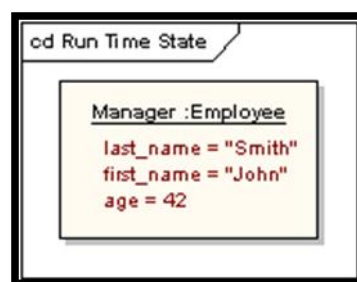 cd Run Time State
Manager :Employee
last_name = "Smith"
first_name = "John"
age = 42